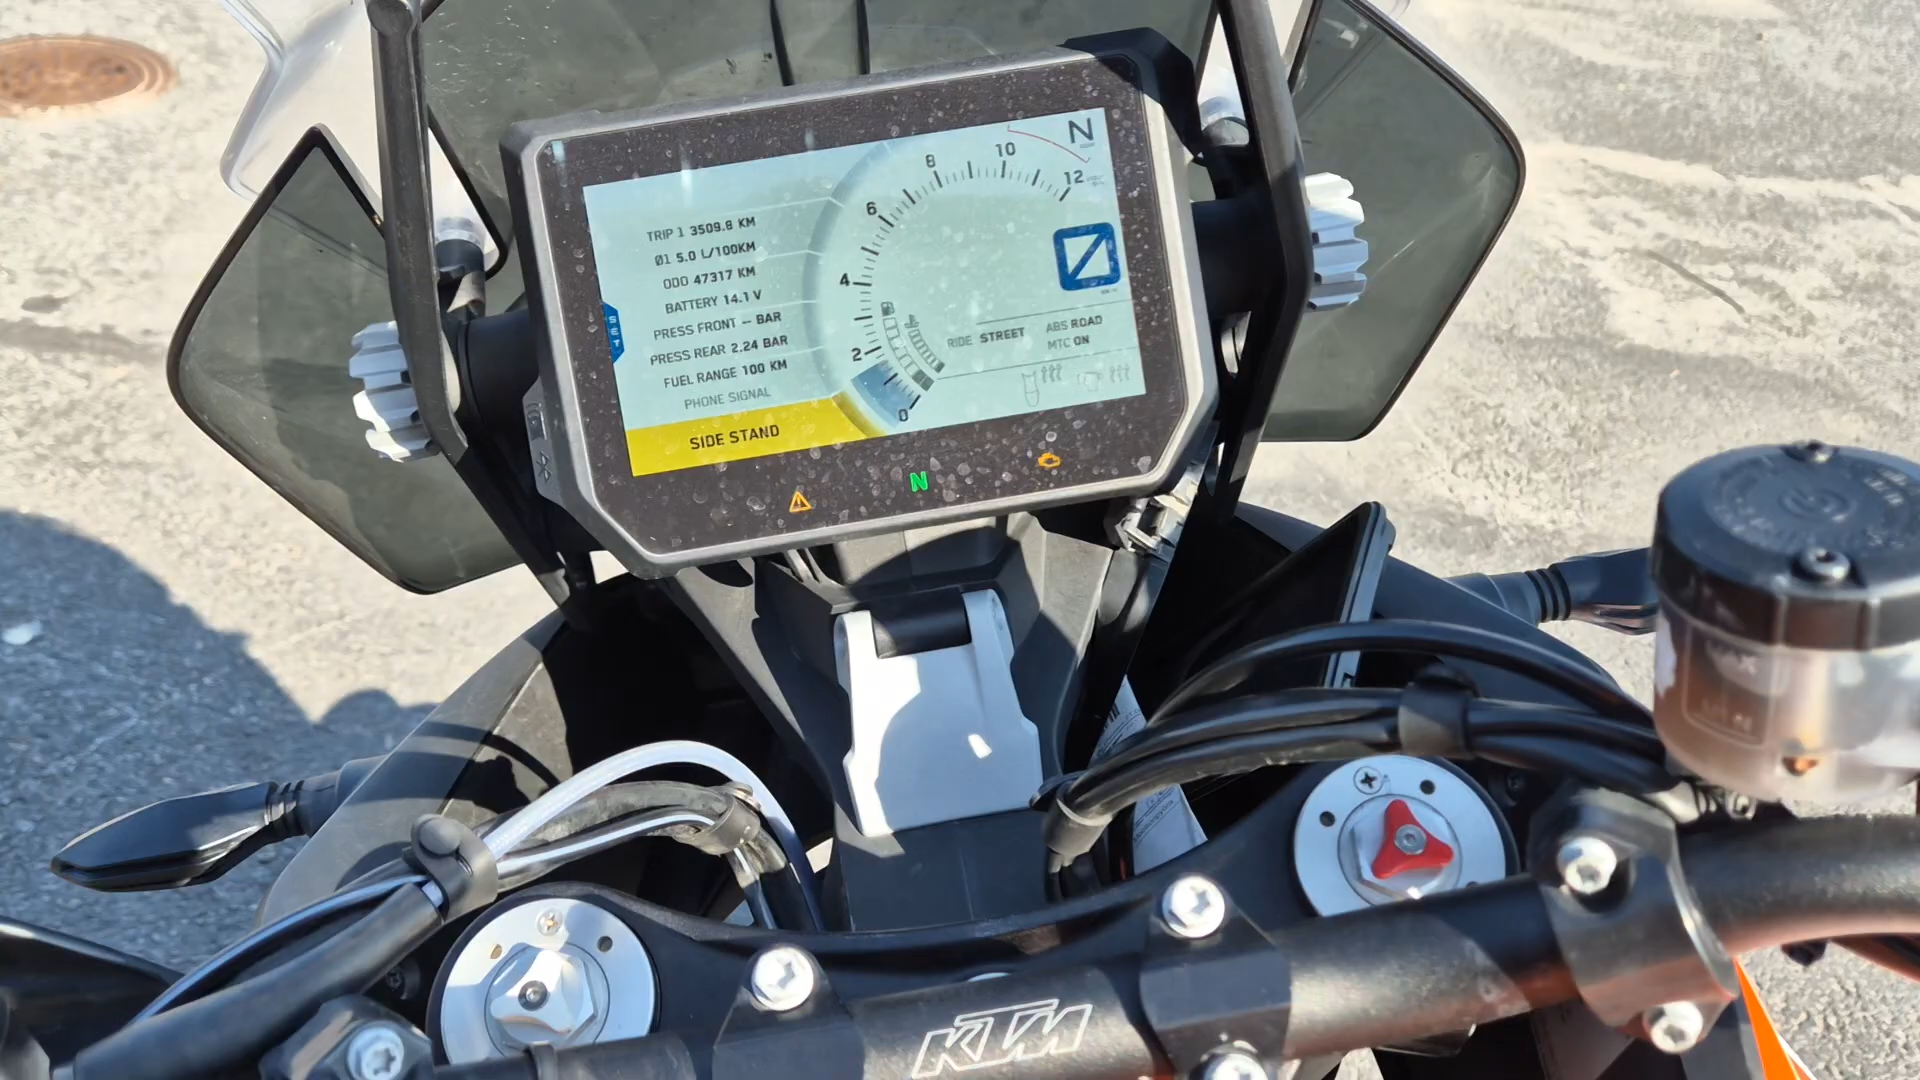 TRIP 1 3509.8 KM
Ø1 5.0 L/100KM
ODO 47317 KM
BATTERY 14.1 V
PRESS FRONT -- BAR
PRESS REAR 2.24 BAR
FUEL RANGE 100 KM
PHONE SIGNAL
SIDE STAND
SET
0
2
4
6
8
10
12
N
RIDE STREET
ABS ROAD
MTC ON
N
MAX
KTM